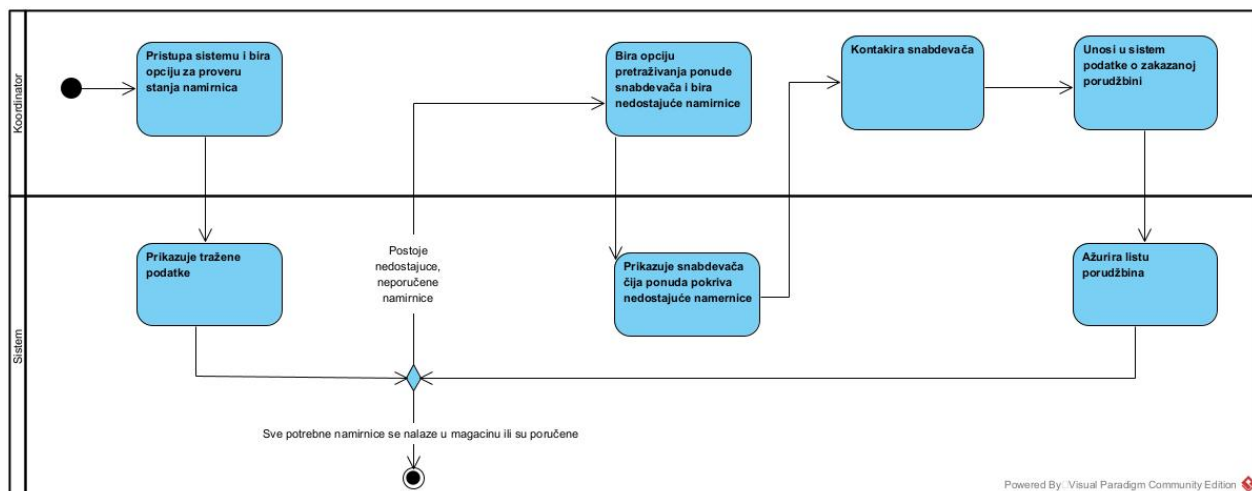 Koordinator
Pristupa sistemu i bira
opciju za proveru
stanja namirnica
Bira opciju
pretraživanja ponude
snabdevača i bira
nedostajuće namirnice
Kontakira snabdevača
Unosi u sistem
podatke o zakazanoj
porudžbini
Sistem
Prikazuje tražene
podatke
Postoje
nedostajuce,
neporučene
namirnice
Prikazuje snabdevača
čija ponuda pokriva
nedostajuće namernice
Ažurira listu
porudžbina
Sve potrebne namirnice se nalaze u magacinu ili su poručene
Powered By Visual Paradigm Community Edition